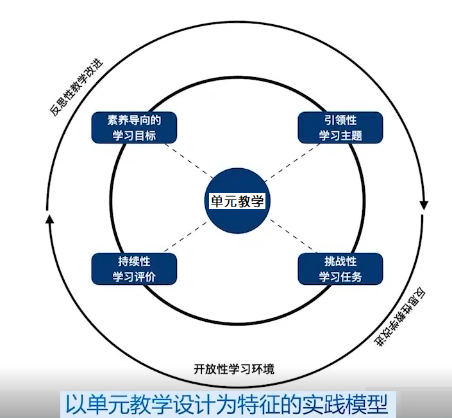 反思性教学改进
素养导向的
学习目标
引领性
学习主题
单元教学
持续性
学习评价
挑战性
学习任务
反思性教学改进
开放性学习环境
以单元教学设计为特征的实践模型